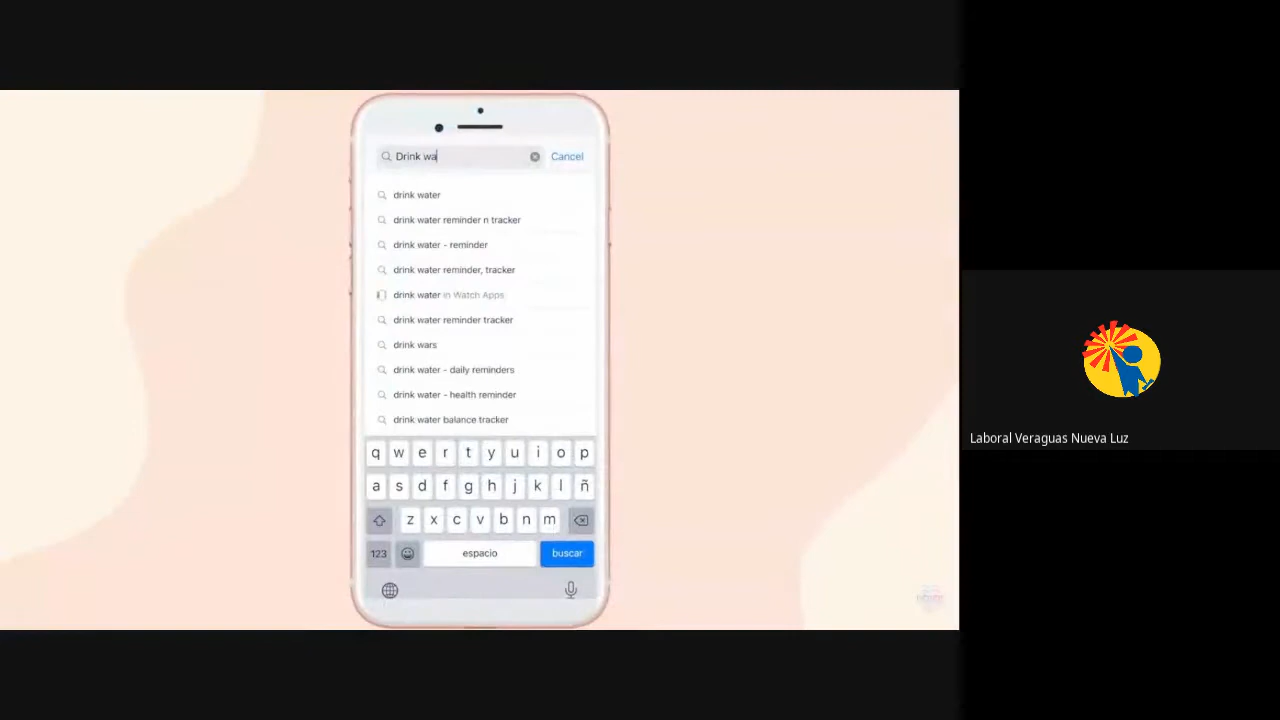 Drink wa
Cancel
drink water
drink water reminder n tracker
drink water - reminder
drink water reminder, tracker
drink water in Watch Apps
drink water reminder tracker
drink wars
drink water - daily reminders
drink water - health reminder
drink water balance tracker
q w e r t y u i o p
a s d f g h j k l ñ
z x c v b n m
123 espacio buscar
Laboral Veraguas Nueva Luz